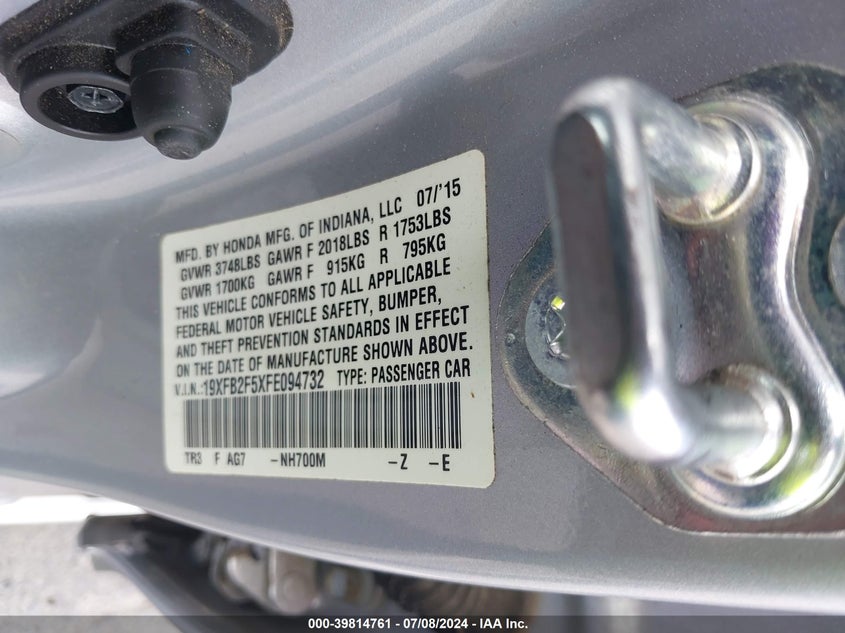 MFD. BY HONDA MFG. OF INDIANA, LLC 07/'15
GVWR 3748LBS GAWR F 2018LBS R 1753LBS
GVWR 1700KG GAWR F 915KG R 795KG
THIS VEHICLE CONFORMS TO ALL APPLICABLE
FEDERAL MOTOR VEHICLE SAFETY, BUMPER,
AND THEFT PREVENTION STANDARDS IN EFFECT
ON THE DATE OF MANUFACTURE SHOWN ABOVE.
V.I.N.:19XFB2F5XFE094732 TYPE: PASSENGER CAR
TR3 F AG7 -NH700M -Z -E
000-39814761 - 07/08/2024 - IAA Inc.